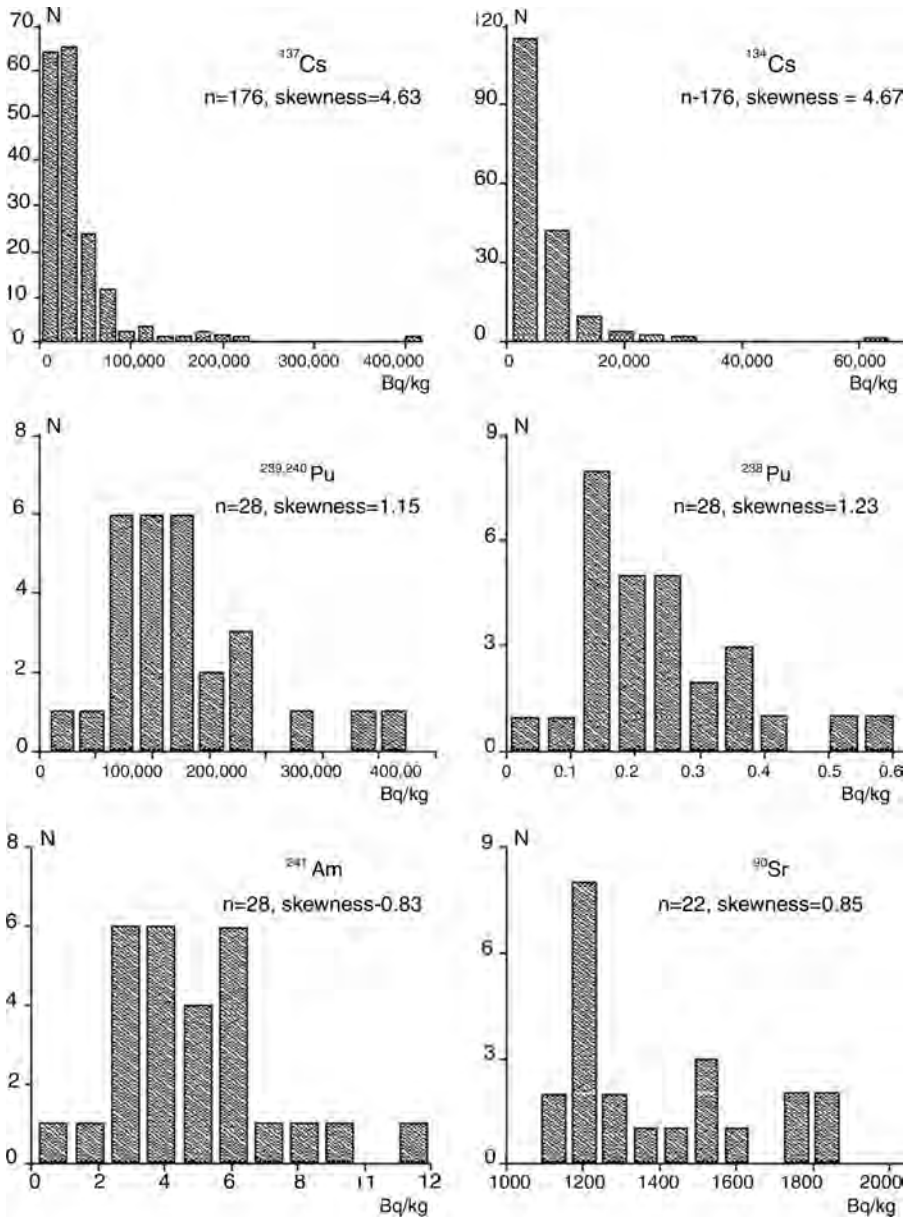 N
70
60
50
40
30
20
10
0
137Cs
n=176, skewness=4.63
0 100,000 200,000 300,000 400,000
Bq/kg
N
120
90
60
30
0
134Cs
n-176, skewness = 4.67
0 20,000 40,000 60,000
Bq/kg
N
8
6
4
2
0
239,240Pu
n=28, skewness=1.15
0 100,000 200,000 300,000 400,00
Bq/kg
N
9
6
3
0
238Pu
n=28, skewness=1.23
0 0.1 0.2 0.3 0.4 0.5 0.6
Bq/kg
N
8
6
4
2
0
241Am
n=28, skewness-0.83
0 2 4 6 8 10 12
Bq/kg
N
9
6
3
0
90Sr
n=22, skewness=0.85
1000 1200 1400 1600 1800 2000
Bq/kg